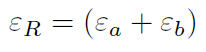 ε_R = (ε_a + ε_b)